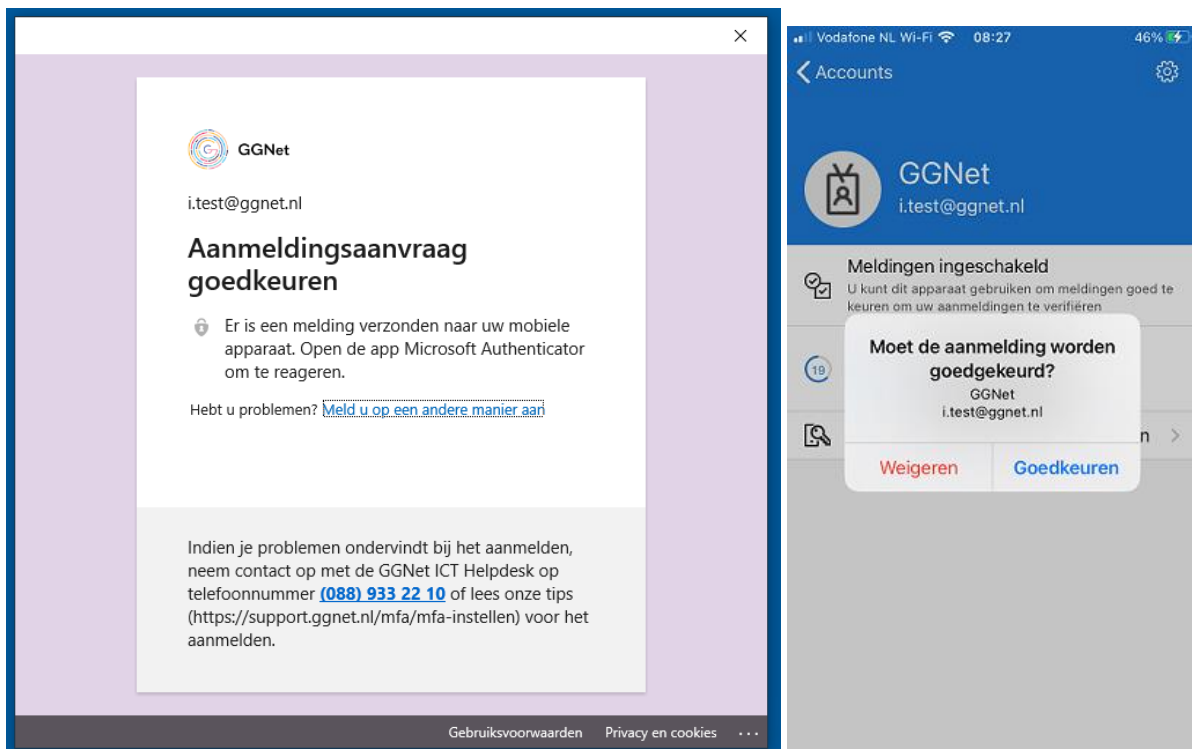 GGNet
i.test@ggnet.nl
Aanmeldingsaanvraag
goedkeuren
Er is een melding verzonden naar uw mobiele
apparaat. Open de app Microsoft Authenticator
om te reageren.
Hebt u problemen? Meld u op een andere manier aan
Indien je problemen ondervindt bij het aanmelden,
neem contact op met de GGNet ICT Helpdesk op
telefoonnummer (088) 933 22 10 of lees onze tips
(https://support.ggnet.nl/mfa/mfa-instellen) voor het
aanmelden.
Gebruiksvoorwaarden Privacy en cookies ...
Vodafone NL Wi-Fi 08:27 46%
Accounts
GGNet
i.test@ggnet.nl
Meldingen ingeschakeld
U kunt dit apparaat gebruiken om meldingen goed te
keuren om uw aanmeldingen te verifiëren
19
Moet de aanmelding worden
goedgekeurd?
GGNet
i.test@ggnet.nl
n
Weigeren Goedkeuren